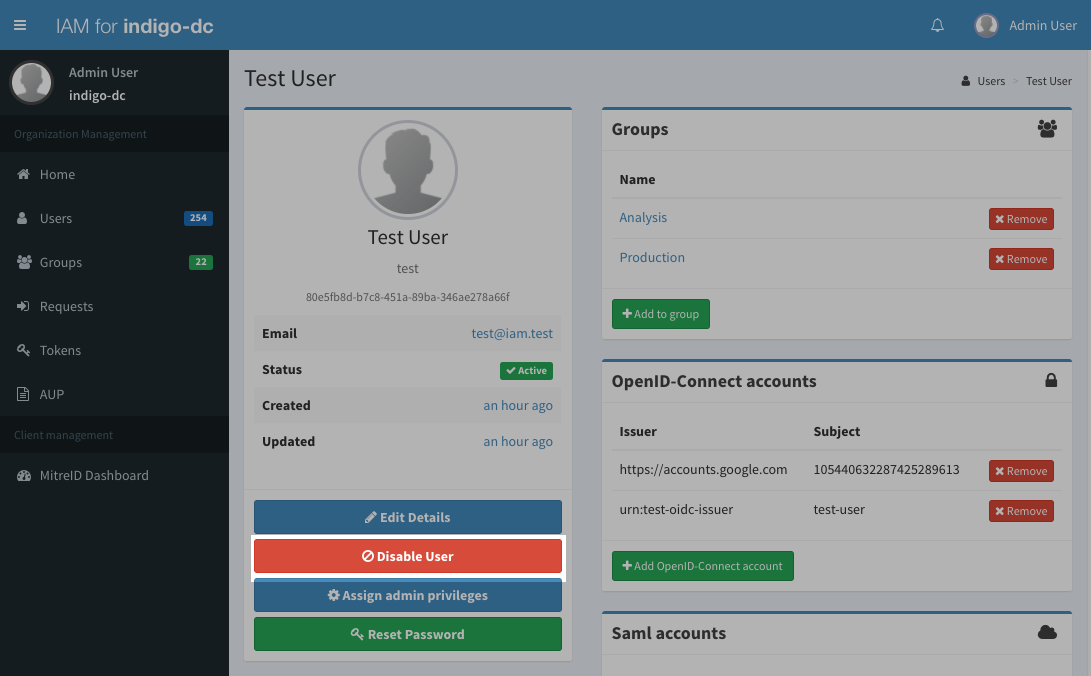 IAM for indigo-dc
Admin User
Admin User
indigo-dc
Organization Management
Home
Users 254
Groups 22
Requests
Tokens
AUP
Client management
MitreID Dashboard
Test User
Users > Test User
Test User
test
80e5fb8d-b7c8-451a-89ba-346ae278a66f
Email test@iam.test
Status Active
Created an hour ago
Updated an hour ago
Edit Details
Disable User
Assign admin privileges
Reset Password
Groups
Name
Analysis Remove
Production Remove
Add to group
OpenID-Connect accounts
Issuer Subject
https://accounts.google.com 105440632287425289613 Remove
urn:test-oidc-issuer test-user Remove
Add OpenID-Connect account
Saml accounts